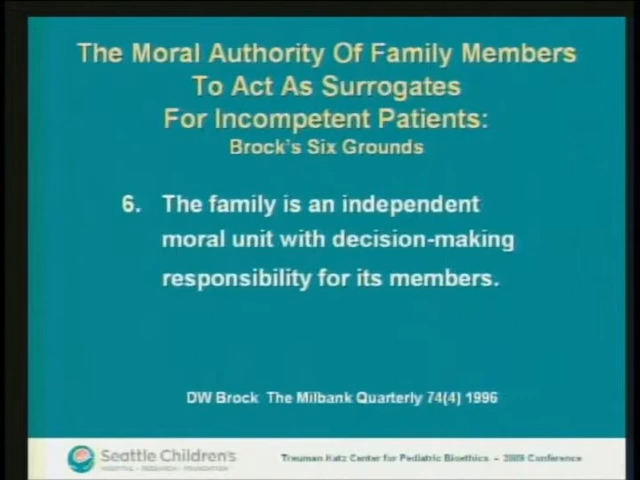 The Moral Authority Of Family Members
To Act As Surrogates
For Incompetent Patients:
Brock's Six Grounds
6. The family is an independent
moral unit with decision-making
responsibility for its members.
DW Brock The Milbank Quarterly 74(4) 1996
Seattle Children's
HOSPITAL • RESEARCH • FOUNDATION
Treuman Katz Center for Pediatric Bioethics - 2009 Conference